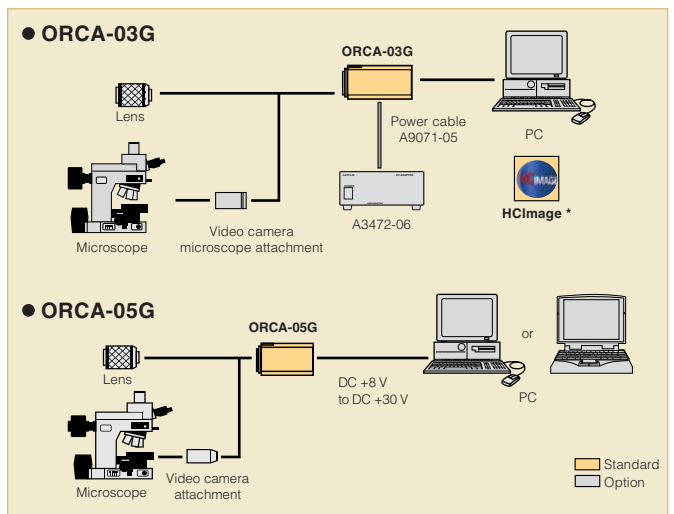 ● ORCA-03G
ORCA-03G
Lens
Power cable
A9071-05
PC
HCIMAGE
HCImage *
A3472-06
Microscope
Video camera
microscope attachment
● ORCA-05G
ORCA-05G
or
Lens
DC +8 V
to DC +30 V
PC
Microscope
Video camera
attachment
Standard
Option